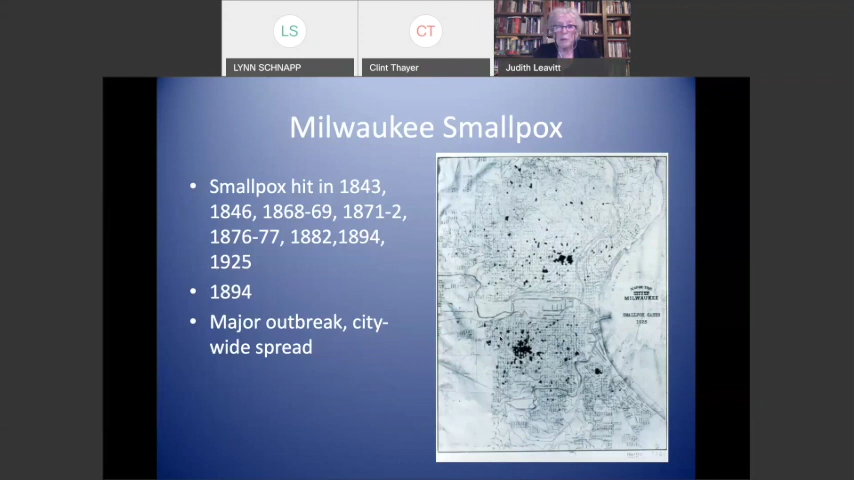 LS
CT
LYNN SCHNAPP
Clint Thayer
Judith Leavitt
Milwaukee Smallpox
• Smallpox hit in 1843,
1846, 1868-69, 1871-2,
1876-77, 1882,1894,
1925
• 1894
• Major outbreak, city-
wide spread
MILWAUKEE
SMALLPOX CASES